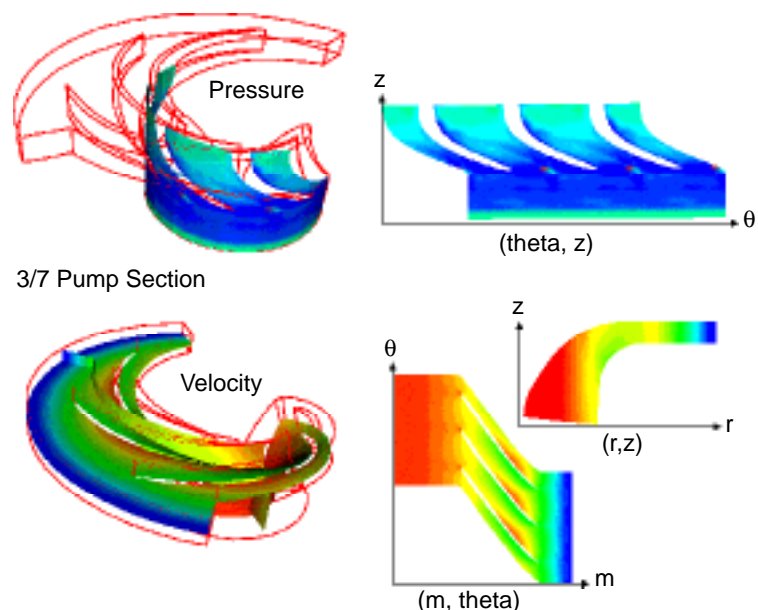 Pressure
z
θ
(theta, z)
3/7 Pump Section
Velocity
θ
m
(m, theta)
z
r
(r,z)